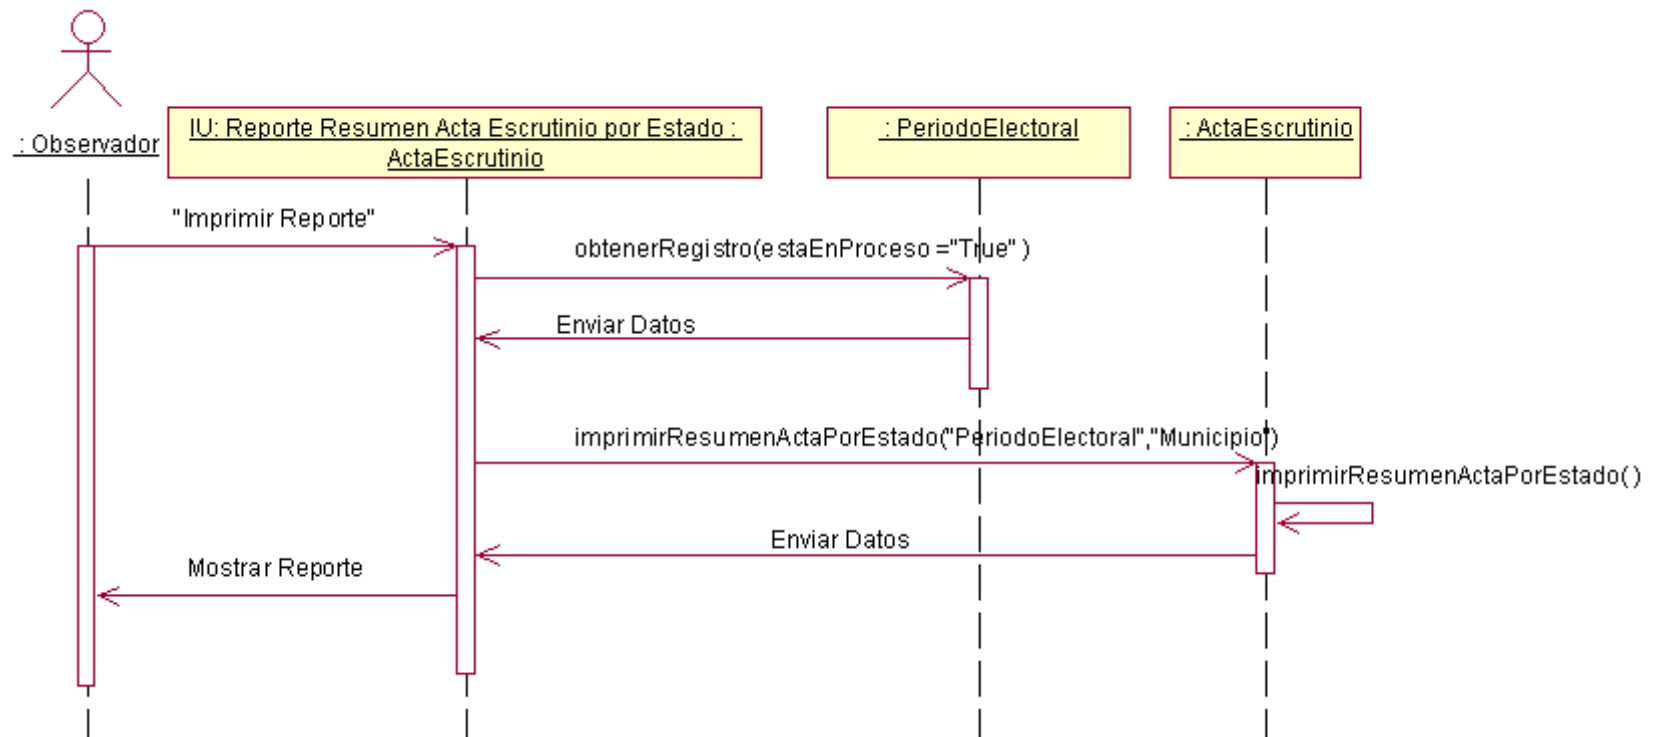 : Observador
IU: Reporte Resumen Acta Escrutinio por Estado :
ActaEscrutinio
: PeriodoElectoral
: ActaEscrutinio
"Imprimir Reporte"
obtenerRegistro(estaEnProceso ="True" )
Enviar Datos
imprimirResumenActaPorEstado("PeriodoElectoral","Municipio")
imprimirResumenActaPorEstado( )
Enviar Datos
Mostrar Reporte